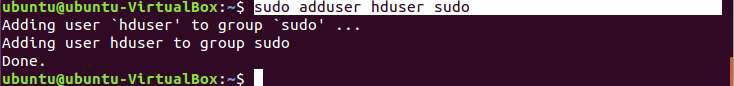 ubuntu@ubuntu-VirtualBox:~$ sudo adduser hduser sudo
Adding user `hduser' to group `sudo' ...
Adding user hduser to group sudo
Done.
ubuntu@ubuntu-VirtualBox:~$